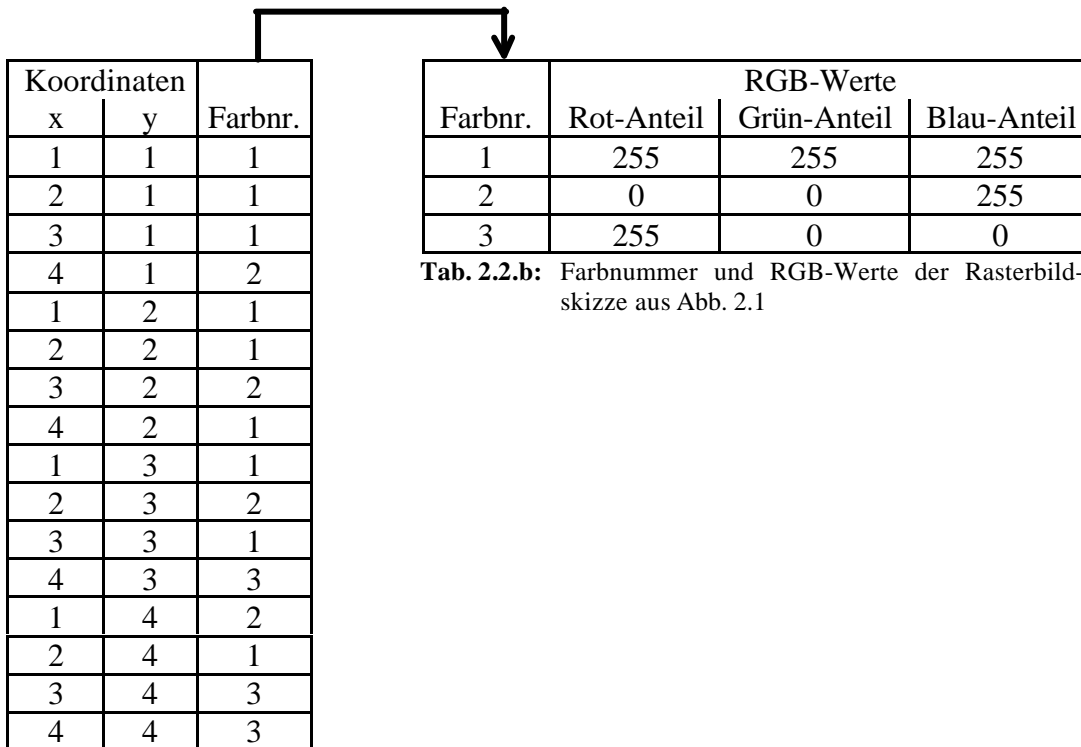 Koordinaten
x y Farbnr.
1 1 1
2 1 1
3 1 1
4 1 2
1 2 1
2 2 1
3 2 2
4 2 1
1 3 1
2 3 2
3 3 1
4 3 3
1 4 2
2 4 1
3 4 3
4 4 3
RGB-Werte
Farbnr. Rot-Anteil Grün-Anteil Blau-Anteil
1 255 255 255
2 0 0 255
3 255 0 0
Tab. 2.2.b: Farbnummer und RGB-Werte der Rasterbild-
skizze aus Abb. 2.1